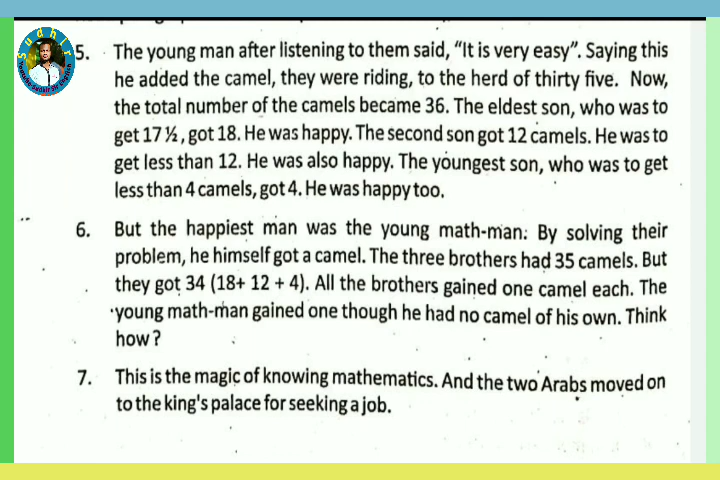 Sudhir
5. The young man after listening to them said, “It is very easy”. Saying this
he added the camel, they were riding, to the herd of thirty five. Now,
the total number of the camels became 36. The eldest son, who was to
get 17 ½, got 18. He was happy. The second son got 12 camels. He was to
get less than 12. He was also happy. The youngest son, who was to get
less than 4 camels, got 4. He was happy too.
6. But the happiest man was the young math-man. By solving their
problem, he himself got a camel. The three brothers had 35 camels. But
they got 34 (18+ 12 + 4). All the brothers gained one camel each. The
young math-man gained one though he had no camel of his own. Think
how?
7. This is the magic of knowing mathematics. And the two Arabs moved on
to the king's palace for seeking a job.